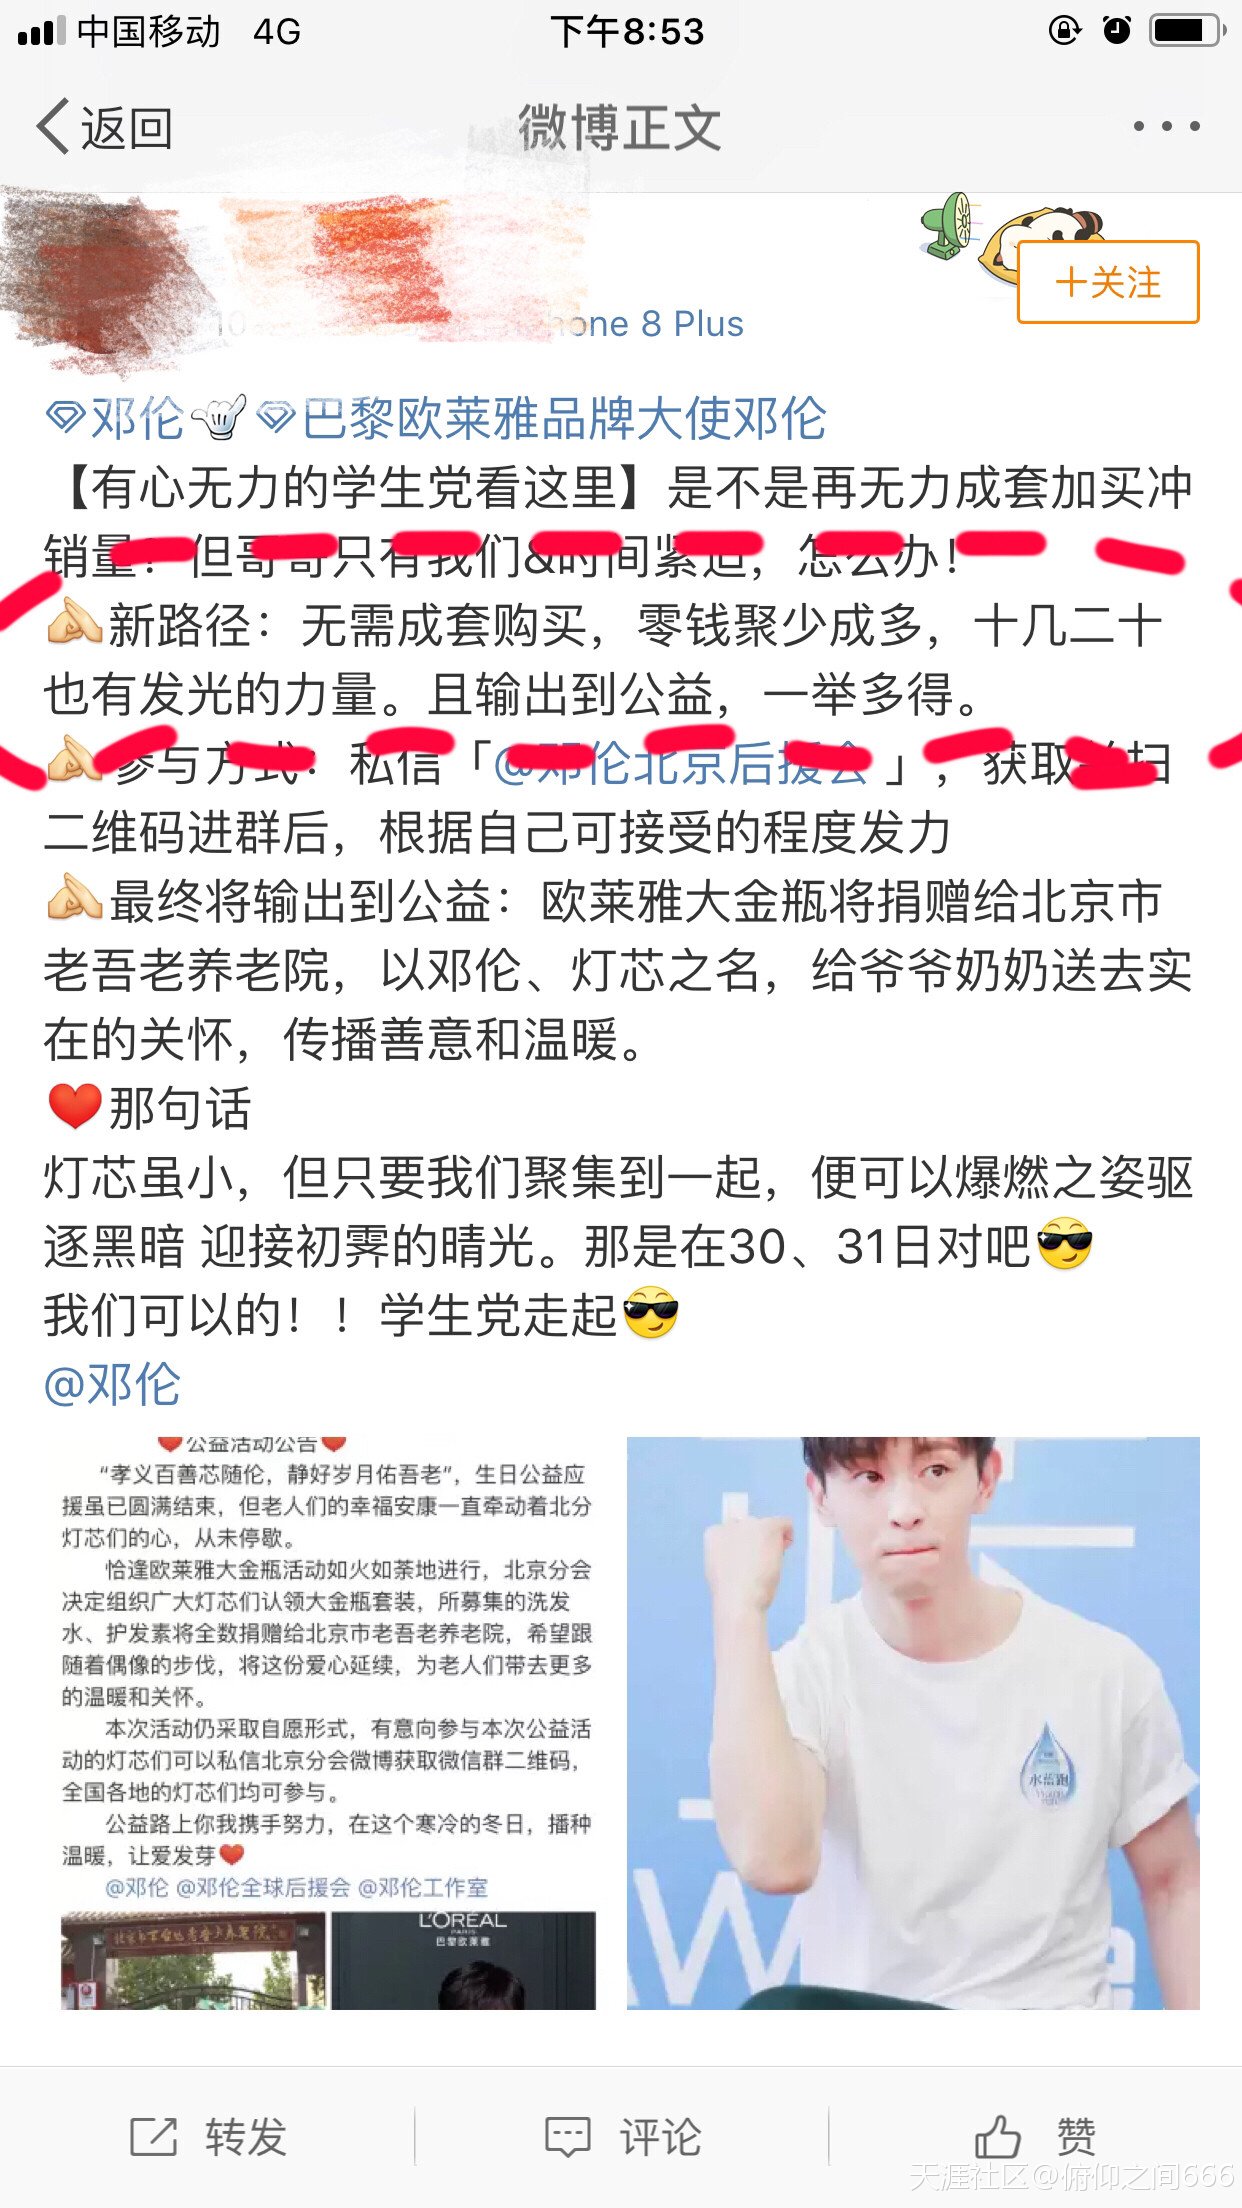 中国移动 4G 下午8:53
返回 微博正文
+关注
hone 8 Plus
邓伦 巴黎欧莱雅品牌大使邓伦
【有心无力的学生党看这里】是不是再无力成套加买冲
销量？但哥哥只有我们&时间紧迫，怎么办！
新路径：无需成套购买，零钱聚少成多，十几二十
也有发光的力量。且输出到公益，一举多得。
参与方式：私信「@邓伦北京后援会 」，获取并扫
二维码进群后，根据自己可接受的程度发力
最终将输出到公益：欧莱雅大金瓶将捐赠给北京市
老吾老养老院，以邓伦、灯芯之名，给爷爷奶奶送去实
在的关怀，传播善意和温暖。
❤️那句话
灯芯虽小，但只要我们聚集到一起，便可以爆燃之姿驱
逐黑暗 迎接初霁的晴光。那是在30、31日对吧😎
我们可以的！！学生党走起😎
@邓伦
❤️公益活动公告❤️
“孝义百善芯随伦，静好岁月佑吾老”，生日公益应
援虽已圆满结束，但老人们的幸福安康一直牵动着北分
灯芯们的心，从未停歇。
恰逢欧莱雅大金瓶活动如火如荼地进行，北京分会
决定组织广大灯芯们认领大金瓶套装，所募集的洗发
水、护发素将全数捐赠给北京市老吾老养老院，希望跟
随着偶像的步伐，将这份爱心延续，为老人们带去更多
的温暖和关怀。
本次活动仍采取自愿形式，有意向参与本次公益活
动的灯芯们可以私信北京分会微博获取微信群二维码，
全国各地的灯芯们均可参与。
公益路上你我携手努力，在这个寒冷的冬日，播种
温暖，让爱发芽❤️
@邓伦 @邓伦全球后援会 @邓伦工作室
L'ORÉAL
PARIS
巴黎欧莱雅
水蓝跑
转发 评论 赞
天涯社区@俯仰之间666